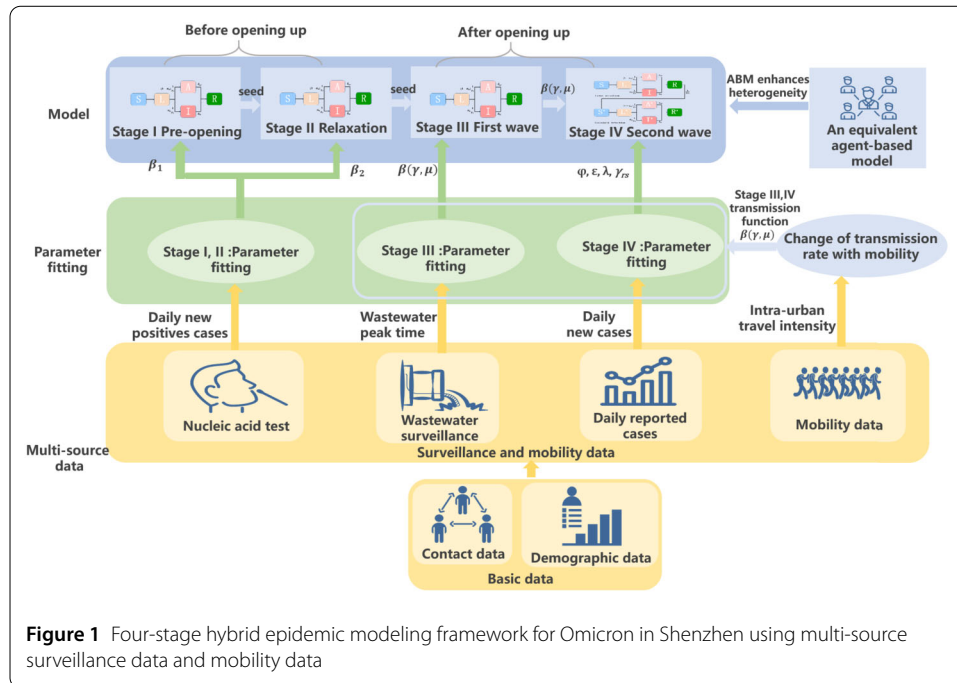 Before opening up
After opening up
Model
S
L
A
I
R
Stage I Pre-opening
seed
S
A
I
R
Stage II Relaxation
seed
S
L
A
I
R
Stage III First wave
β(γ, μ)
Stage IV Second wave
ABM enhances
heterogeneity
An equivalent
agent-based
model
β₁
β₂
β(γ, μ)
φ, ε, λ, γᵣₛ
Stage III,IV
transmission
function
β(γ, μ)
Parameter
fitting
Stage I, II :Parameter
fitting
Stage III :Parameter
fitting
Stage IV :Parameter
fitting
Change of transmission
rate with mobility
Daily new
positives cases
Wastewater
peak time
Daily
new cases
Intra-urban
travel intensity
Nucleic acid test
Wastewater
surveillance
Daily reported
cases
Mobility data
Multi-source
data
Surveillance and mobility data
Contact data
Demographic data
Basic data
Figure 1 Four-stage hybrid epidemic modeling framework for Omicron in Shenzhen using multi-source
surveillance data and mobility data